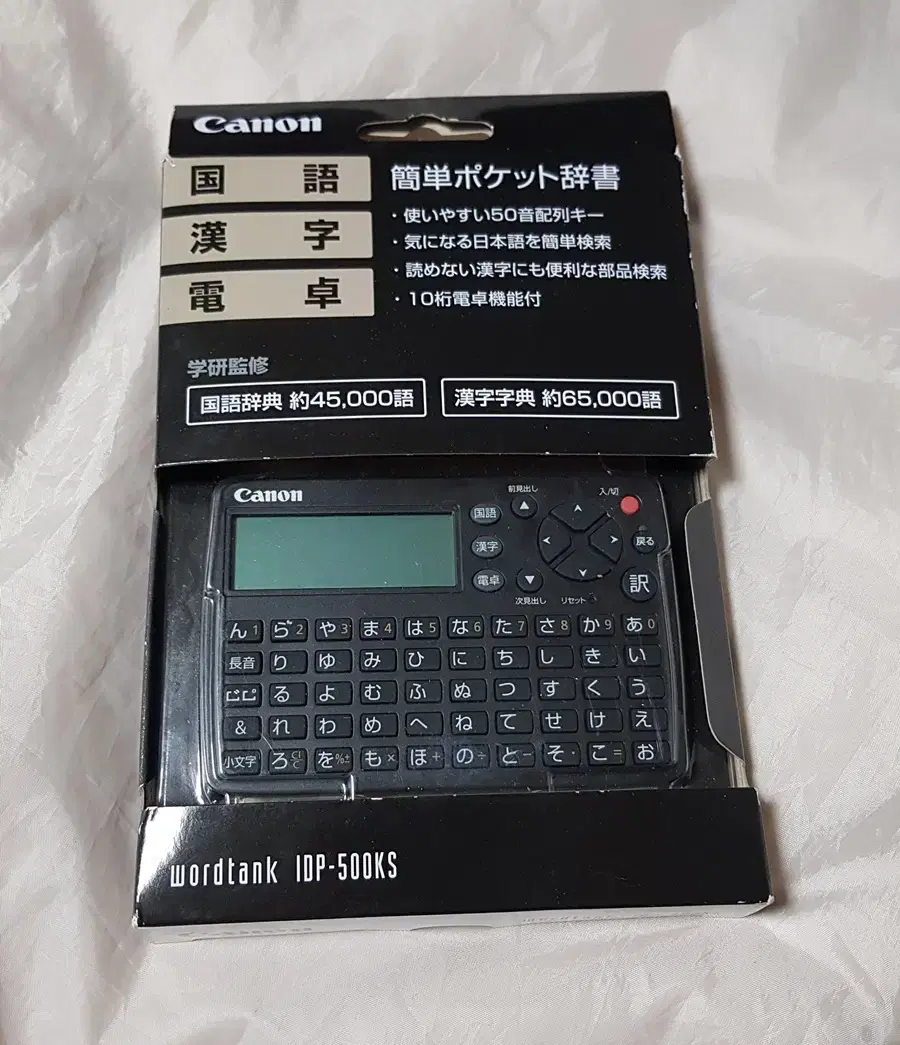 Canon
国語
漢字
電卓
簡単ポケット辞書
・使いやすい50音配列キー
・気になる日本語を簡単検索
・読めない漢字にも便利な部品検索
・10桁電卓機能付
学研監修
国語辞典 約45,000語
漢字字典 約65,000語
Canon
前見出し
入/切
国語
漢字
戻る
電卓
訳
次見出し
リセット
ん1 ら2 や3 ま4 は5 な6 た7 さ8 か9 あ0
長音 り ゆ み ひ に ち し き い
る よ む ふ ぬ つ す く う
& れ わ め へ ね て せ け え
小文字 ろ を%± も× ほ+ の÷ と− そ・ こ= お
wordtank IDP-500KS